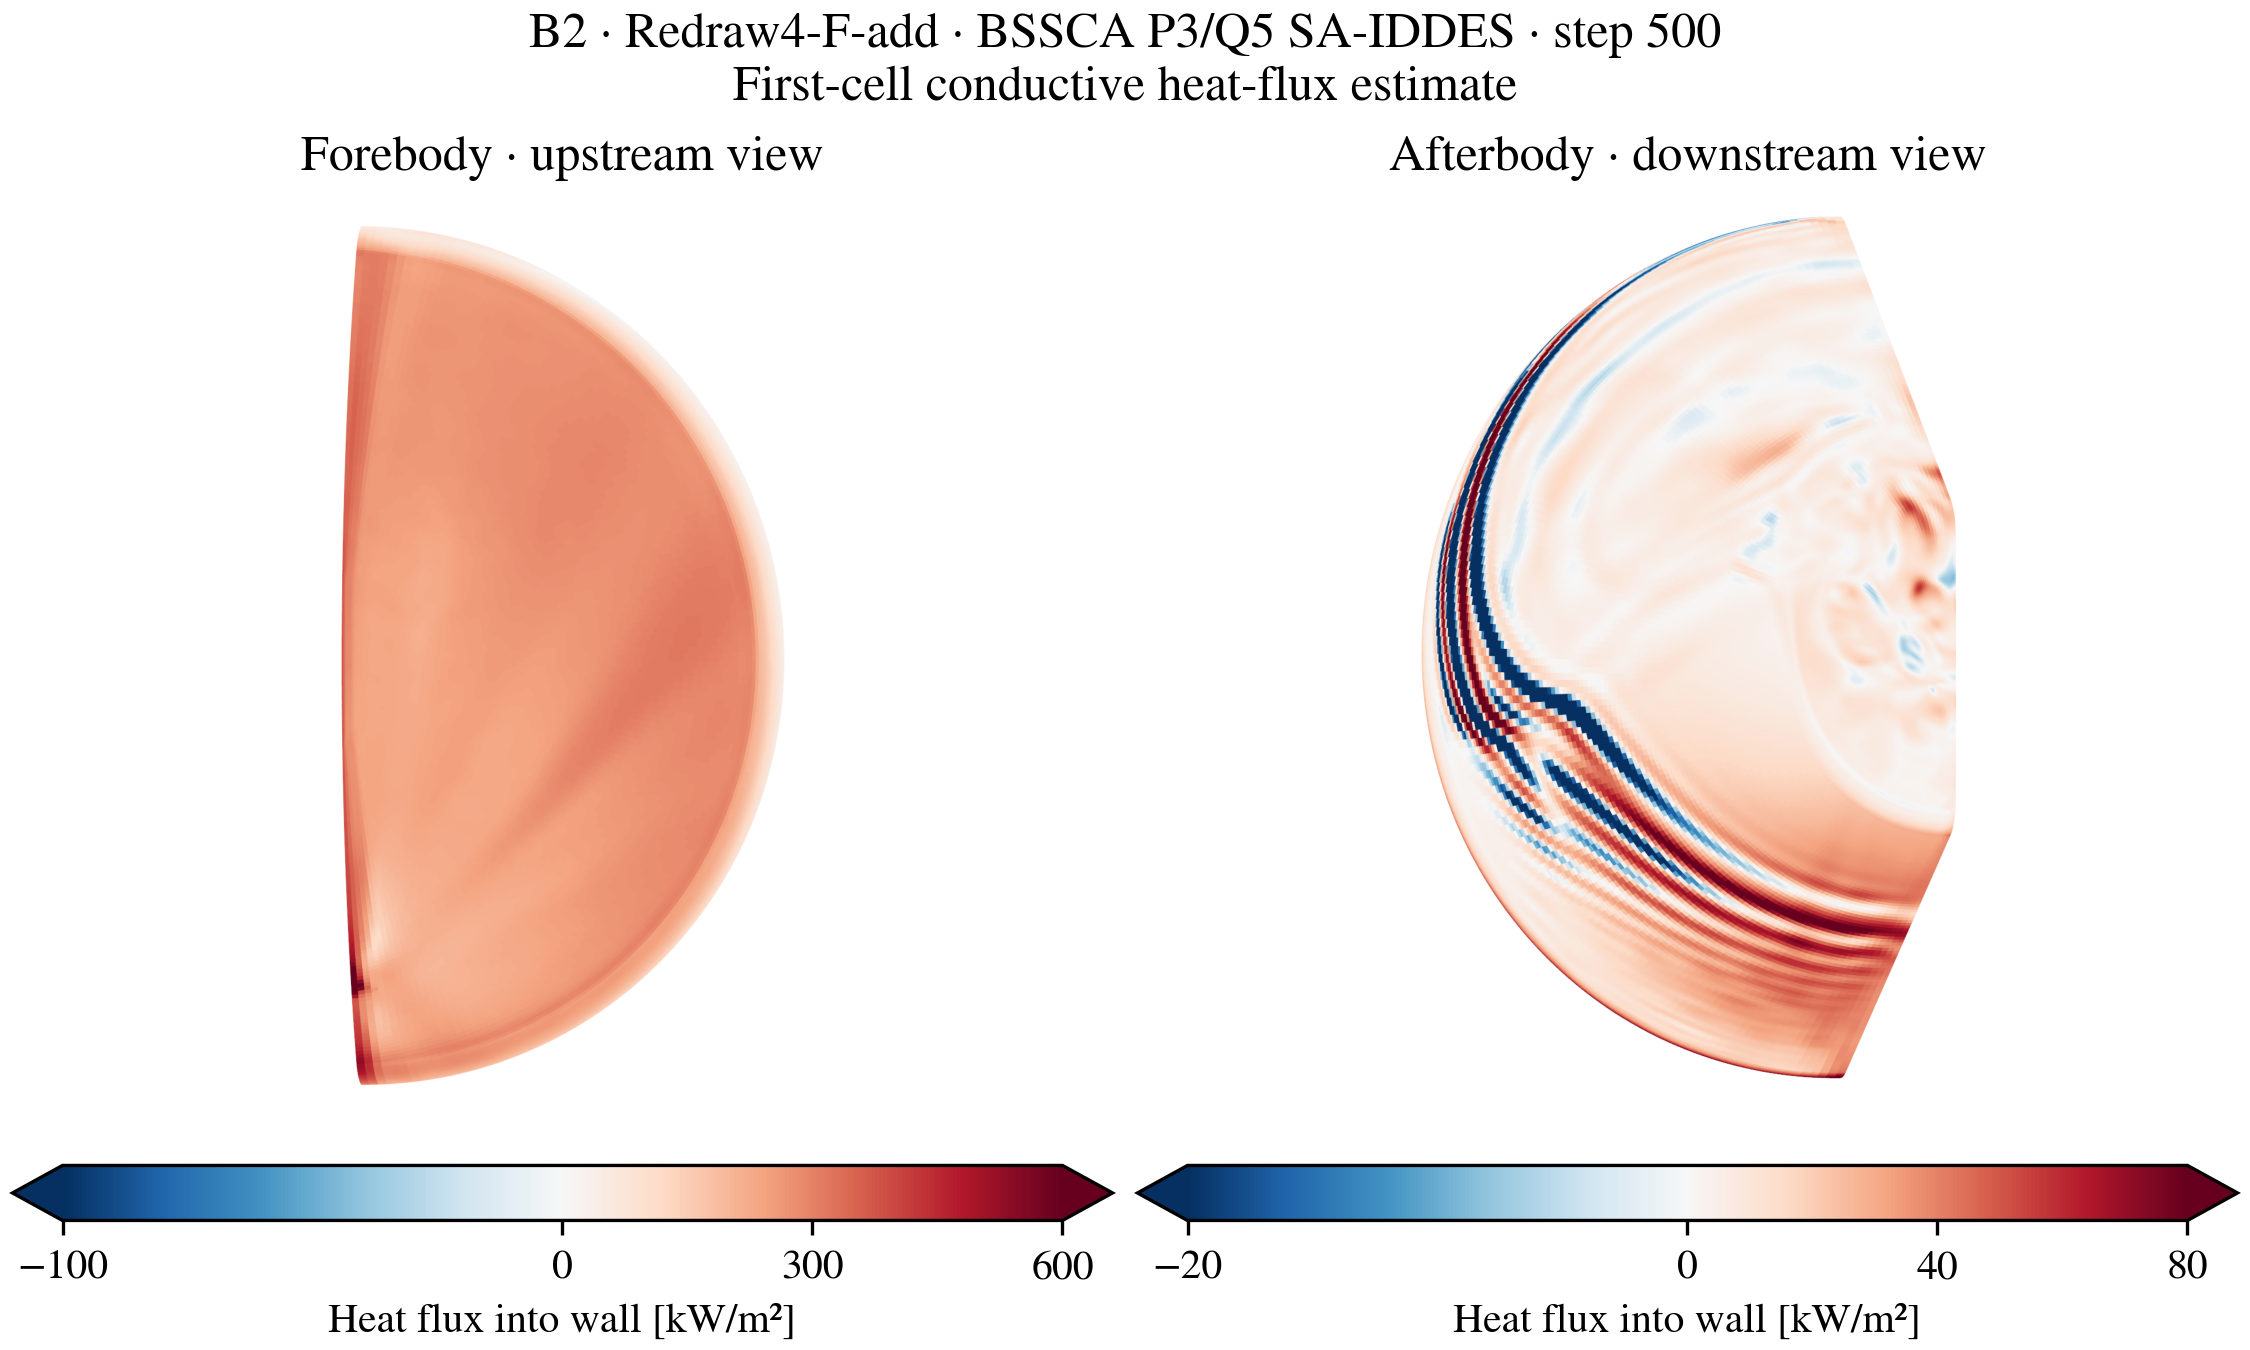 B2 · Redraw4-F-add · BSSCA P3/Q5 SA-IDDES · step 500
First-cell conductive heat-flux estimate
Forebody · upstream view
Afterbody · downstream view
−100 0 300 600
Heat flux into wall [kW/m²]
−20 0 40 80
Heat flux into wall [kW/m²]